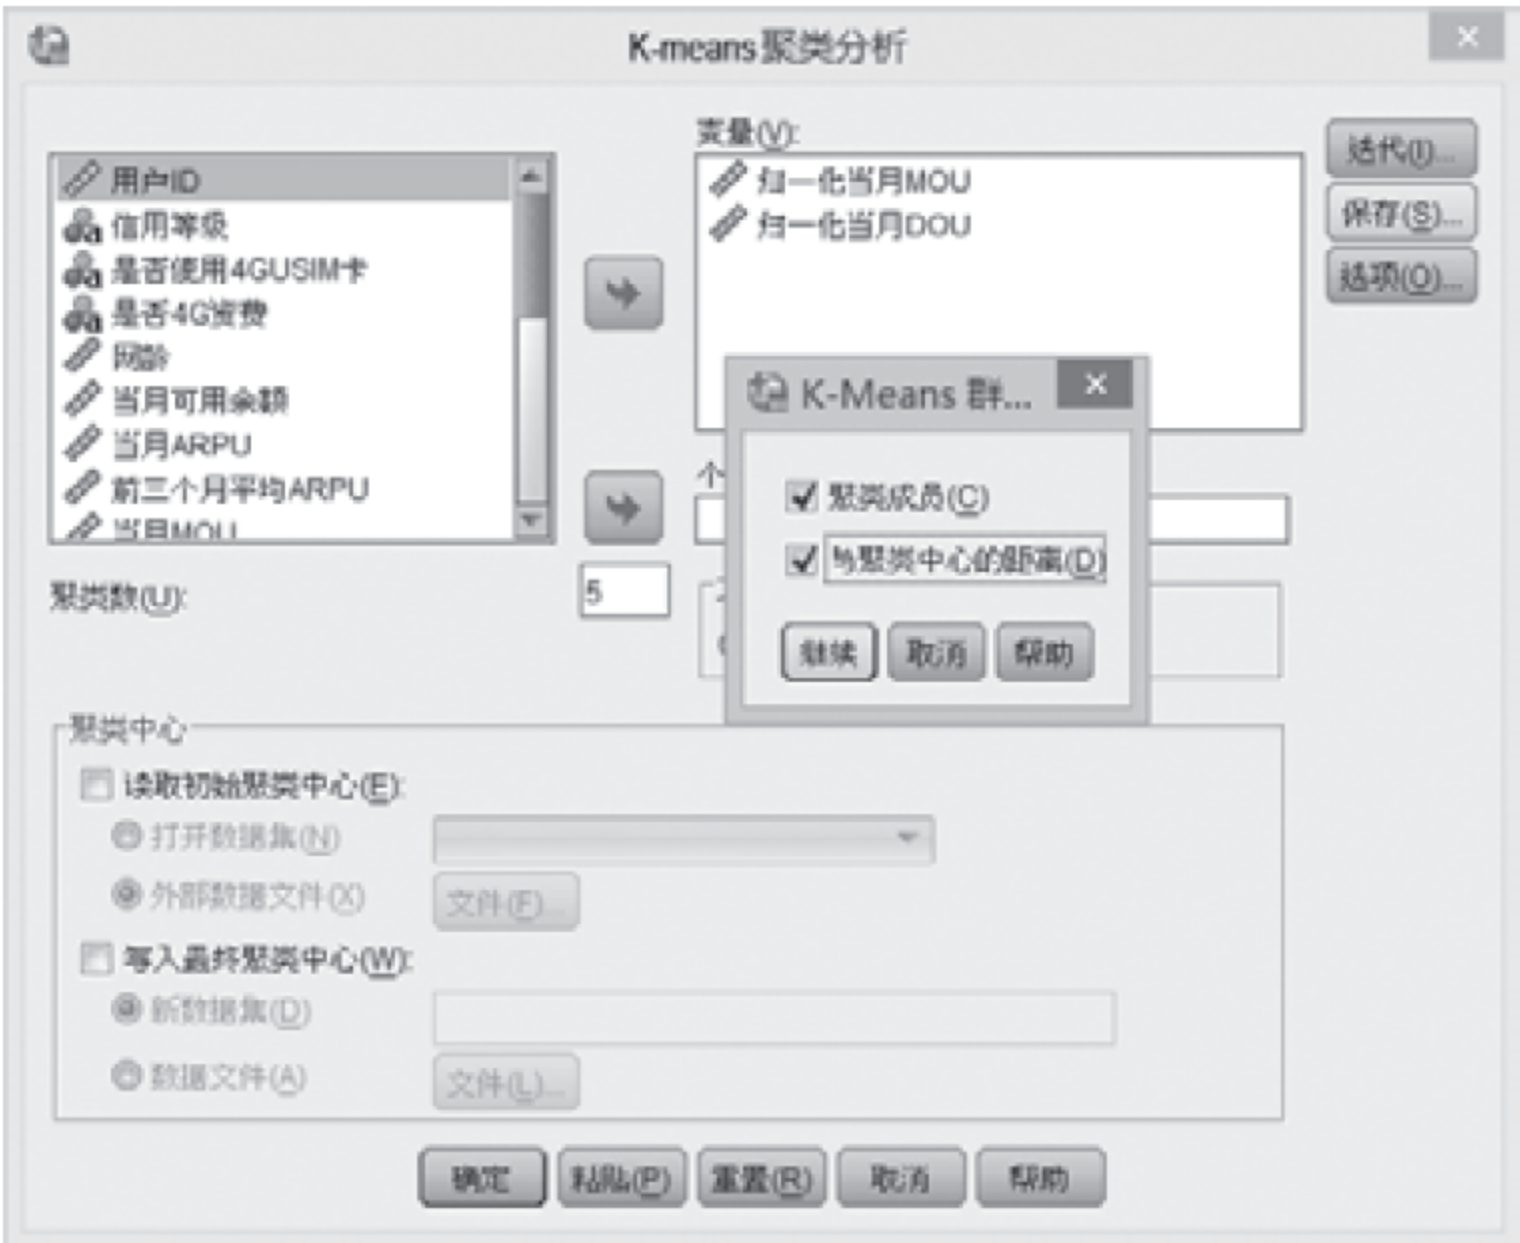 K-means聚类分析
变量(V):
用户ID
信用等级
是否使用4GUSIM卡
是否4G资费
网龄
当月可用余额
当月ARPU
前三个月平均ARPU
当月MOU
归一化当月MOU
归一化当月DOU
迭代(I)...
保存(S)...
选项(O)...
个
聚类数(U):
5
K-Means 群...
聚类成员(C)
与聚类中心的距离(D)
继续
取消
帮助
聚类中心
读取初始聚类中心(E):
打开数据集(N)
外部数据文件(X)
文件(F)...
写入最终聚类中心(W):
新数据集(D)
数据文件(A)
文件(L)...
确定
粘贴(P)
重置(R)
取消
帮助